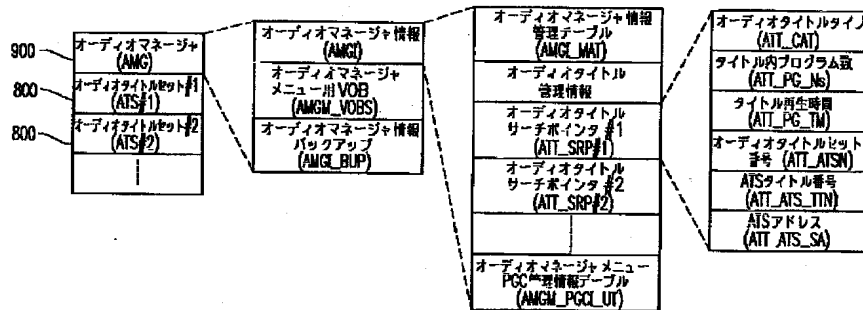 900
オーディオマネージャ
(AMG)
800
オーディオタイトルセット#1
(ATS#1)
800
オーディオタイトルセット#2
(ATS#2)
オーディオマネージャ情報
(AMGI)
オーディオマネージャ
メニュー用VOB
(AMGM_VOBS)
オーディオマネージャ情報
バックアップ
(AMGI_BUP)
オーディオマネージャ情報
管理テーブル
(AMGI_MAT)
オーディオタイトル
管理情報
オーディオタイトル
サーチポインタ #1
(ATT_SRP#1)
オーディオタイトル
サーチポインタ #2
(ATT_SRP#2)
オーディオマネージャメニュー
PGC管理情報テーブル
(AMGM_PGCI_UT)
オーディオタイトルタイプ
(ATT_CAT)
タイトル内プログラム数
(ATT_PG_Ns)
タイトル再生時間
(ATT_PG_TM)
オーディオタイトルセット
番号 (ATT_ATSN)
ATSタイトル番号
(ATT_ATS_TTN)
ATSアドレス
(ATT_ATS_SA)